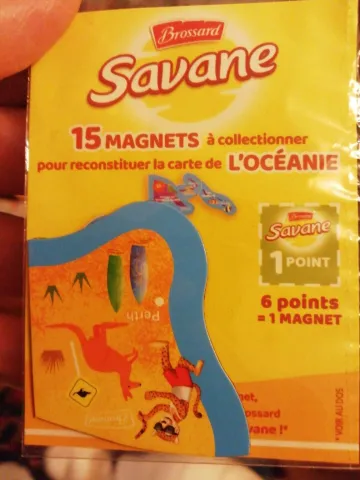 Brossard
Savane
15 MAGNETS à collectionner
pour reconstituer la carte de L'OCÉANIE
Brossard
Savane
1 POINT
6 points
= 1 MAGNET
Perth
net,
Brossard
vane !*
* VOIR AU DOS